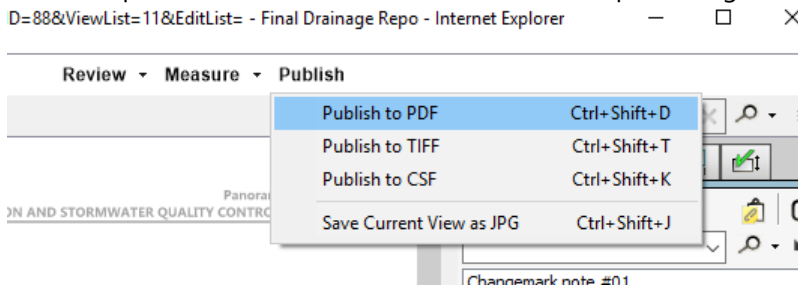 D=88&ViewList=11&EditList= - Final Drainage Repo - Internet Explorer
Review Measure Publish
Publish to PDF Ctrl+Shift+D
Publish to TIFF Ctrl+Shift+T
Publish to CSF Ctrl+Shift+K
Save Current View as JPG Ctrl+Shift+J
Panora
ON AND STORMWATER QUALITY CONTRO
Changemark note #01